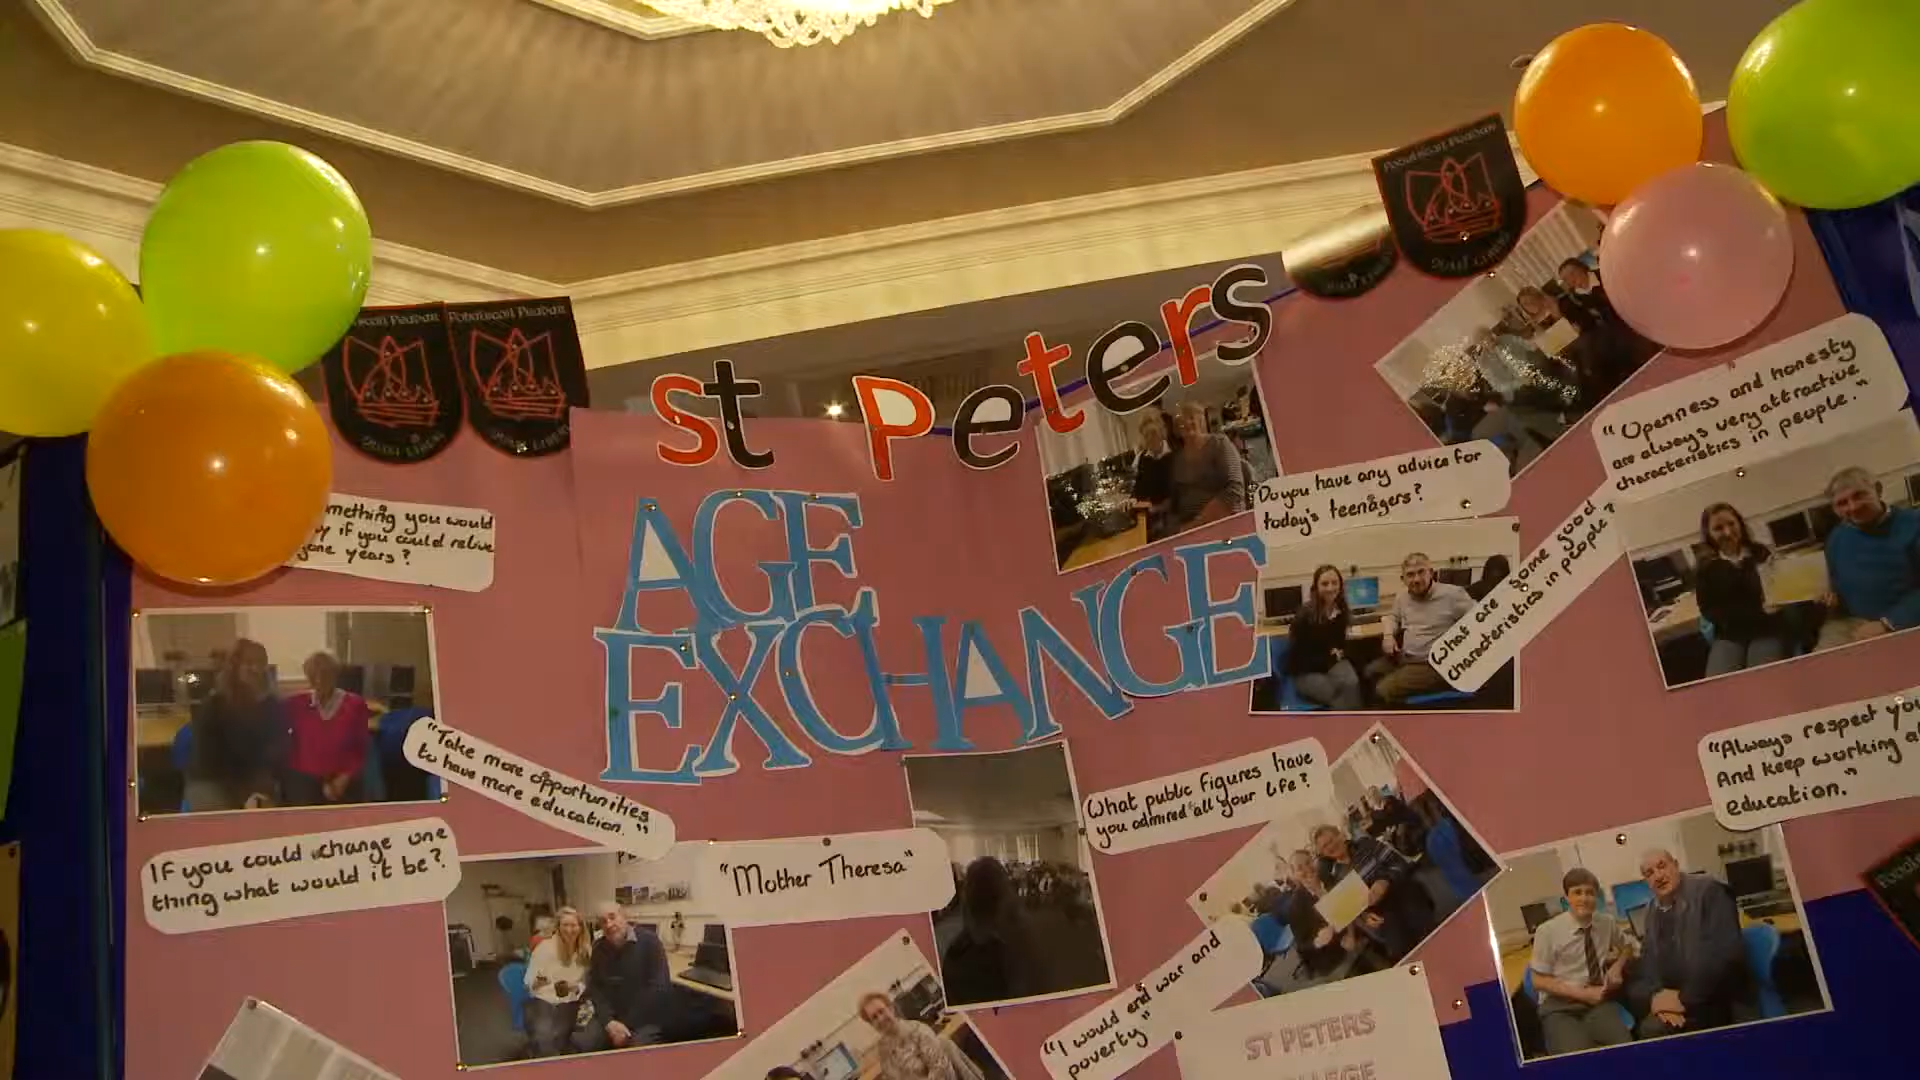 Pobalscoil Peadair
Pobalscoil Peadair
St Peters
AGE
EXCHANGE
you would
if you could relive
years?
Do you have any advice for
today's teenagers?
"Openness and honesty
are always very attractive
characteristics in people."
What are some good
characteristics in people?
"Take more opportunities
to have more education."
If you could change one
thing what would it be?
"Mother Theresa"
What public figures have
you admired all your life?
"Always respect
And keep working
education."
"I would end war and
poverty"
ST PETERS